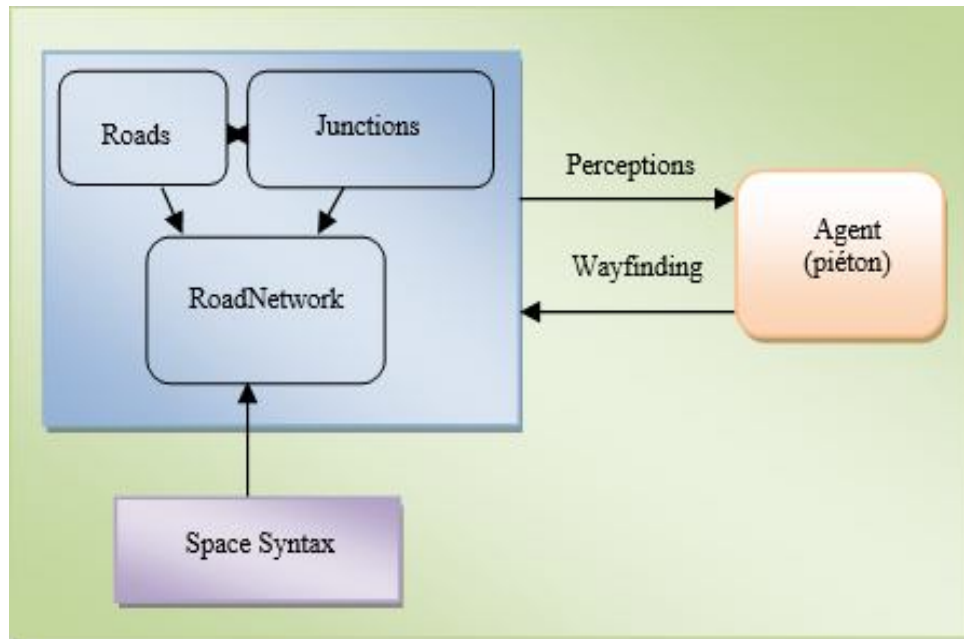 Roads
Junctions
RoadNetwork
Perceptions
Wayfinding
Agent
(piéton)
Space Syntax